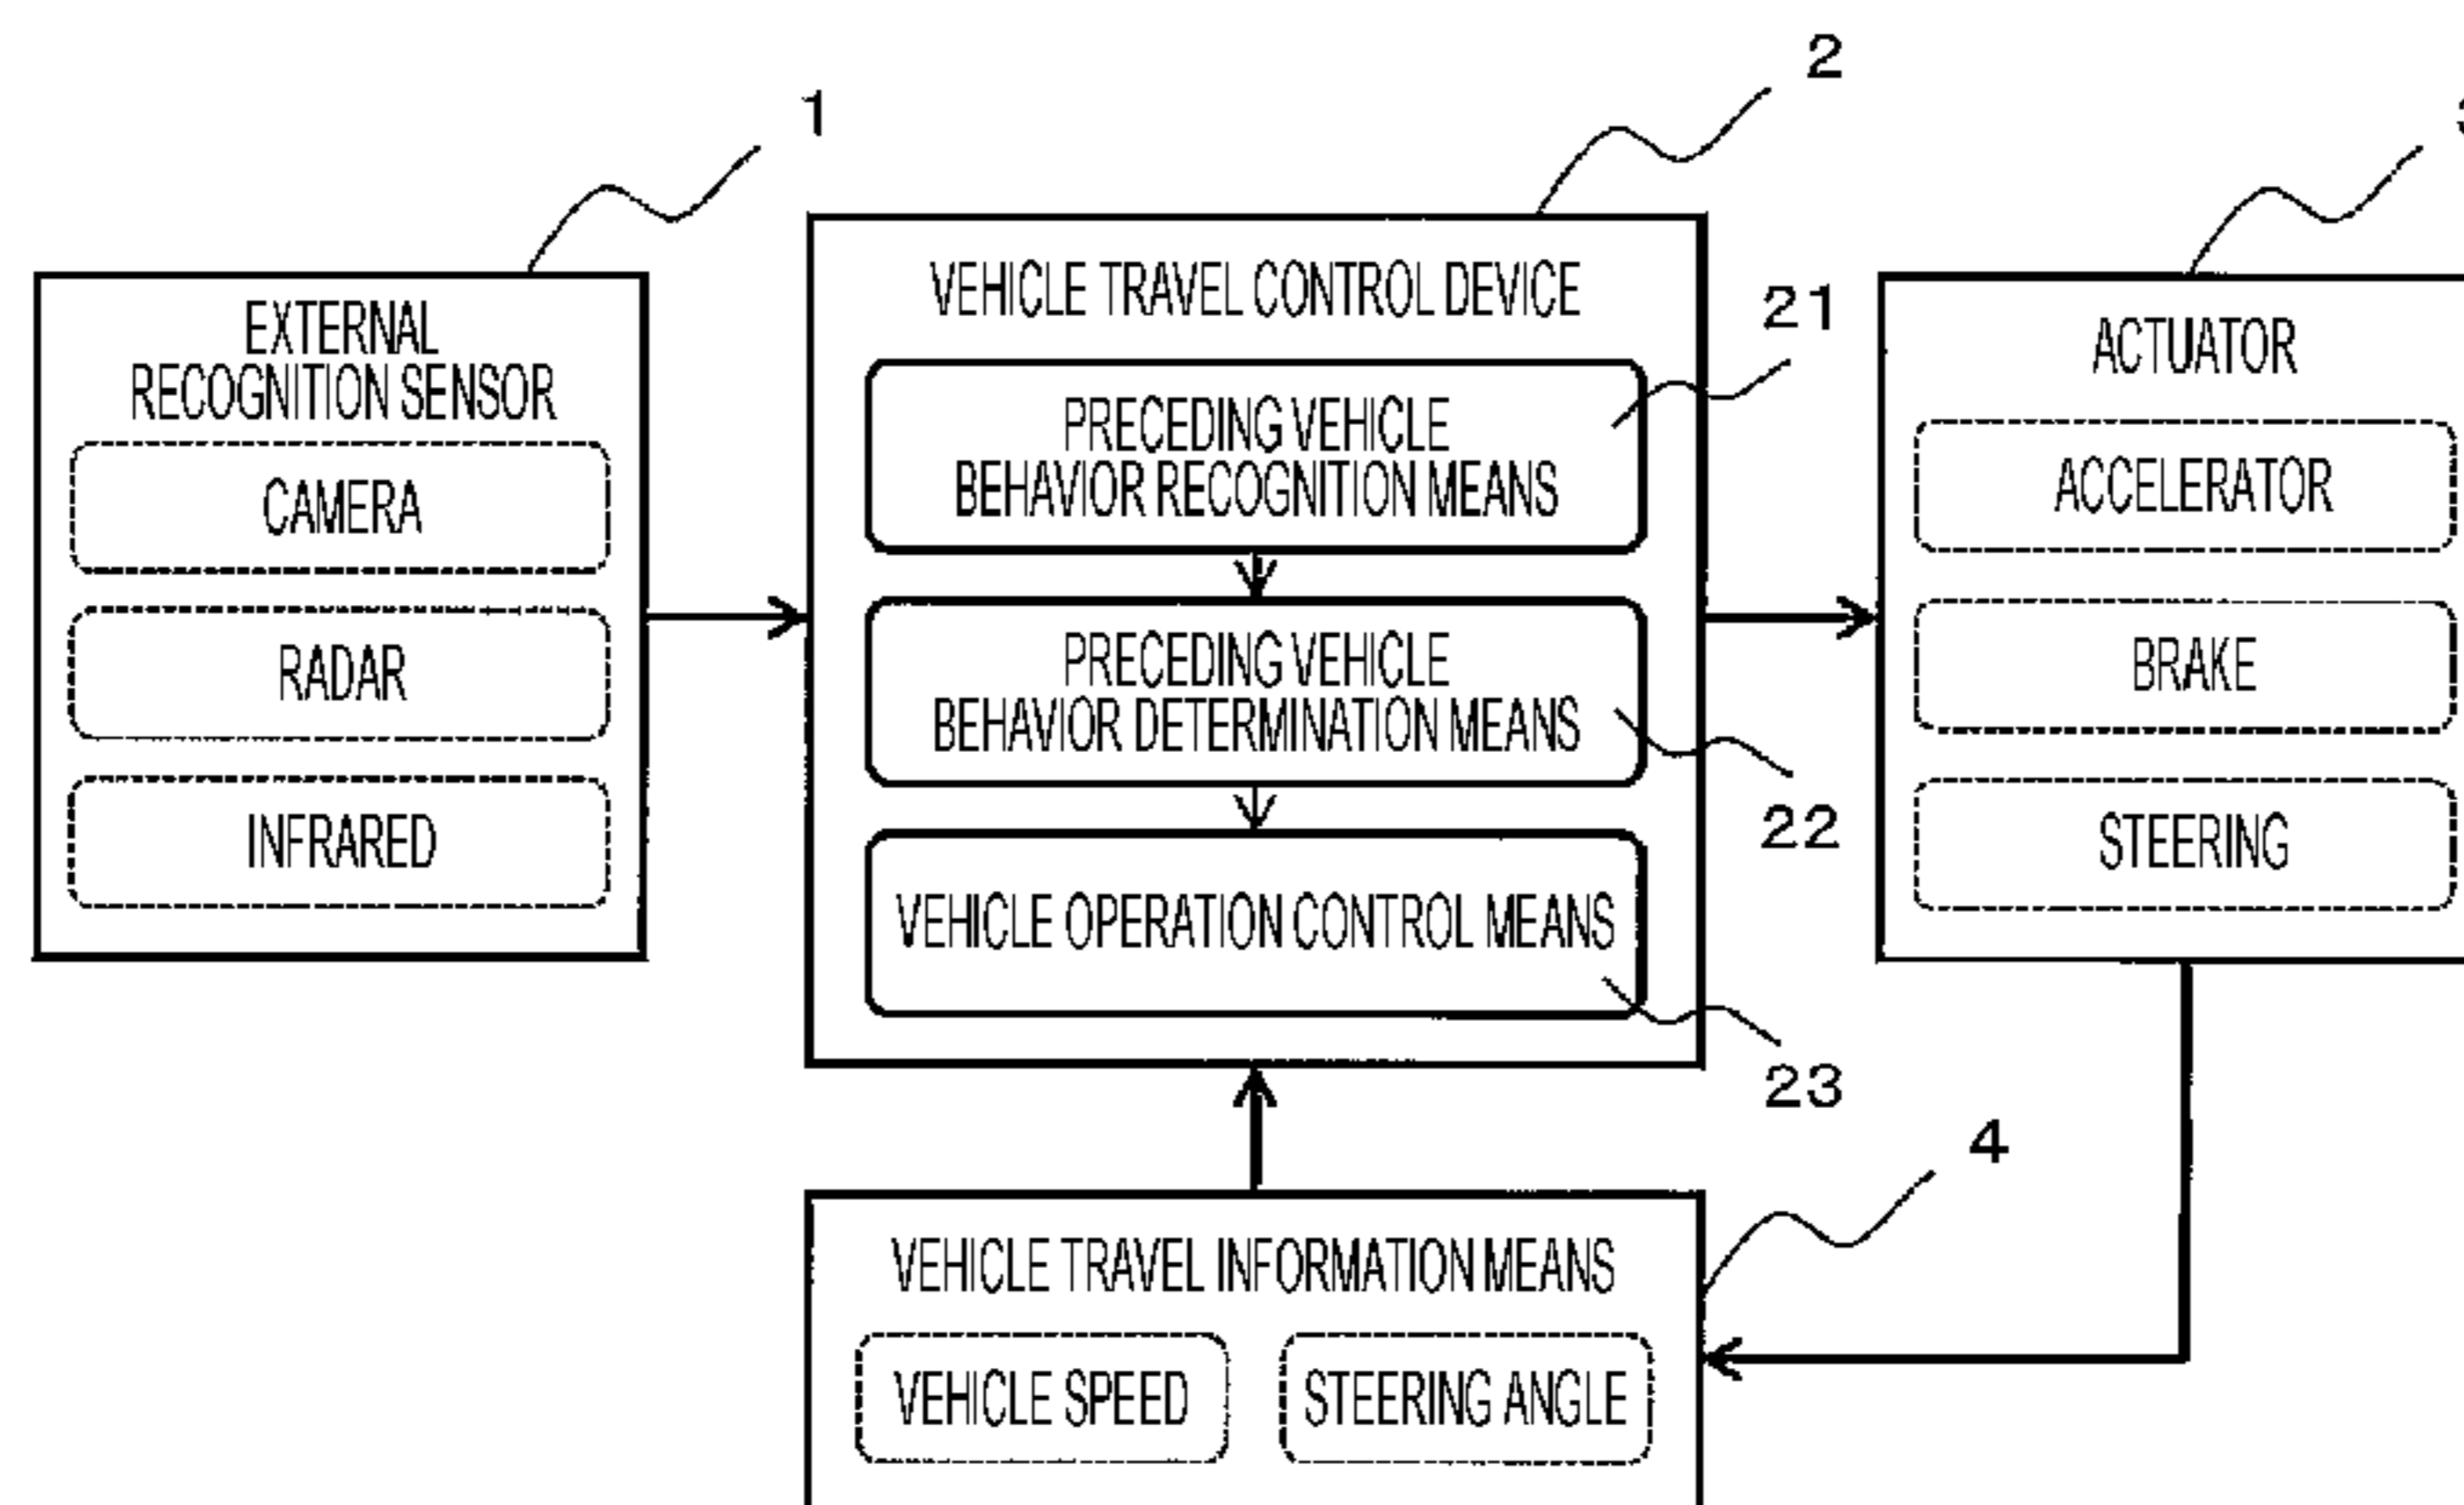 2
1
VEHICLE TRAVEL CONTROL DEVICE
EXTERNAL
RECOGNITION SENSOR
CAMERA
RADAR
INFRARED
21
PRECEDING VEHICLE
BEHAVIOR RECOGNITION MEANS
PRECEDING VEHICLE
BEHAVIOR DETERMINATION MEANS
22
VEHICLE OPERATION CONTROL MEANS
23
ACTUATOR
ACCELERATOR
BRAKE
STEERING
4
VEHICLE TRAVEL INFORMATION MEANS
VEHICLE SPEED
STEERING ANGLE